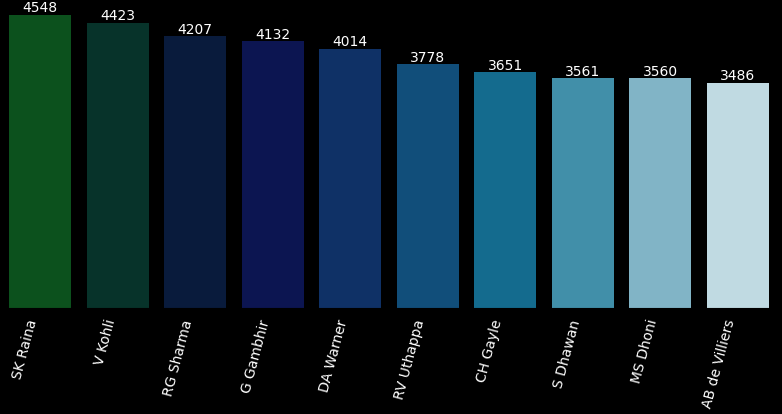 4548
4423
4207
4132
4014
3778
3651
3561
3560
3486
SK Raina
V Kohli
RG Sharma
G Gambhir
DA Warner
RV Uthappa
CH Gayle
S Dhawan
MS Dhoni
AB de Villiers